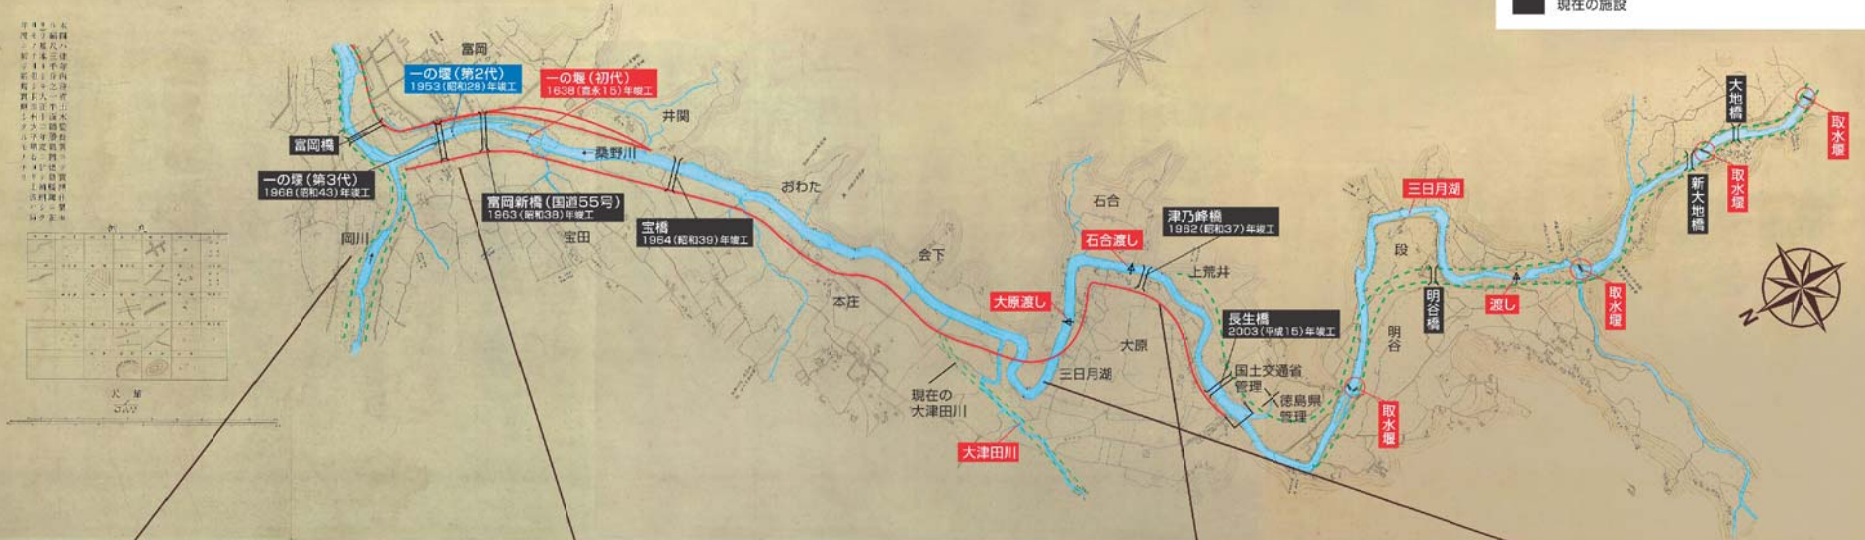 現在の施設
富岡
一の堰(第2代)
1953(昭和28)年竣工
一の堰(初代)
1638(寛永15)年竣工
井関
富岡橋
←桑野川
一の堰(第3代)
1968(昭和43)年竣工
富岡新橋(国道55号)
1963(昭和38)年竣工
宝橋
1964(昭和39)年竣工
岡川
宝田
おわた
本庄
会下
石合
石合渡し
津乃峰橋
1962(昭和37)年竣工
上荒井
大原渡し
大原
長生橋
2003(平成15)年竣工
三日月湖
国土交通省
管理
徳島県
管理
現在の
大津田川
大津田川
三日月湖
段
明谷橋
明谷
渡し
取水堰
取水堰
新大地橋
取水堰
大地橋
取水堰
N